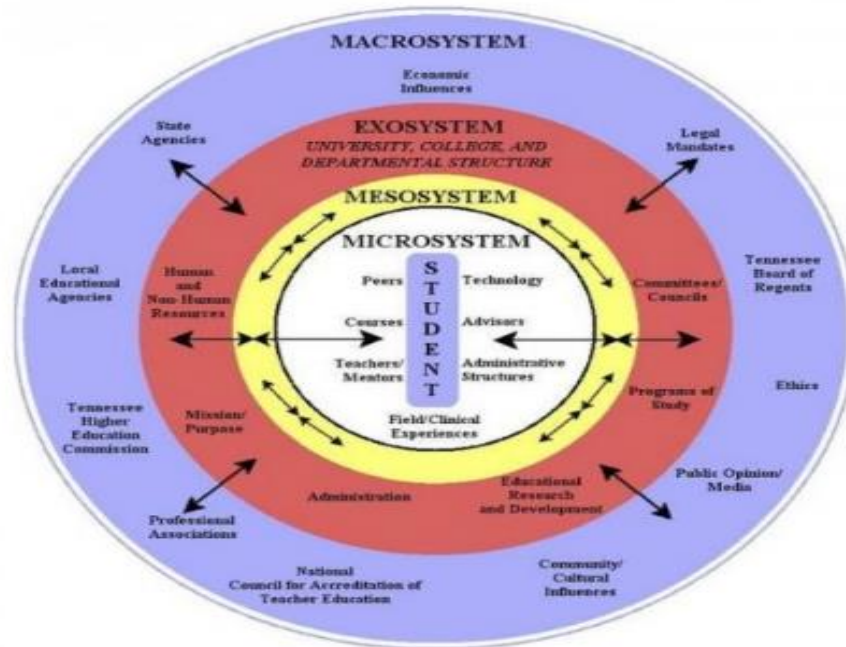 MACROSYSTEM
Economic
Influences
State
Agencies
Legal
Mandates
EXOSYSTEM
UNIVERSITY, COLLEGE, AND
DEPARTMENTAL STRUCTURE
MESOSYSTEM
MICROSYSTEM
Local
Educational
Agencies
Human
and
Non-Human
Resources
Peers
Courses
Teachers/
Mentors
STUDENT
Technology
Advisors
Administrative
Structures
Field/Clinical
Experiences
Committees/
Councils
Tennessee
Board of
Regents
Ethics
Programs of
Study
Tennessee
Higher
Education
Commission
Mission/
Purpose
Administration
Educational
Research
and Development
Public Opinion/
Media
Professional
Associations
National
Council for Accreditation of
Teacher Education
Community/
Cultural
Influences